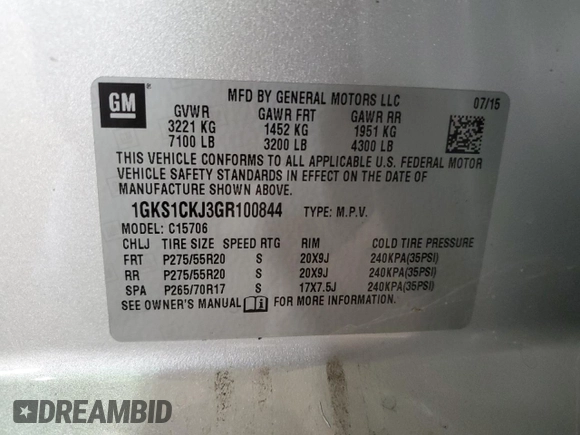 GM
MFD BY GENERAL MOTORS LLC 07/15
GVWR GAWR FRT GAWR RR
3221 KG 1452 KG 1951 KG
7100 LB 3200 LB 4300 LB
THIS VEHICLE CONFORMS TO ALL APPLICABLE U.S. FEDERAL MOTOR
VEHICLE SAFETY STANDARDS IN EFFECT ON THE DATE OF
MANUFACTURE SHOWN ABOVE.
1GKS1CKJ3GR100844 TYPE: M.P.V.
MODEL: C15706
CHLJ TIRE SIZE SPEED RTG RIM COLD TIRE PRESSURE
FRT P275/55R20 S 20X9J 240KPA(35PSI)
RR P275/55R20 S 20X9J 240KPA(35PSI)
SPA P265/70R17 S 17X7.5J 240KPA(35PSI)
SEE OWNER'S MANUAL FOR MORE INFORMATION.
DREAMBID